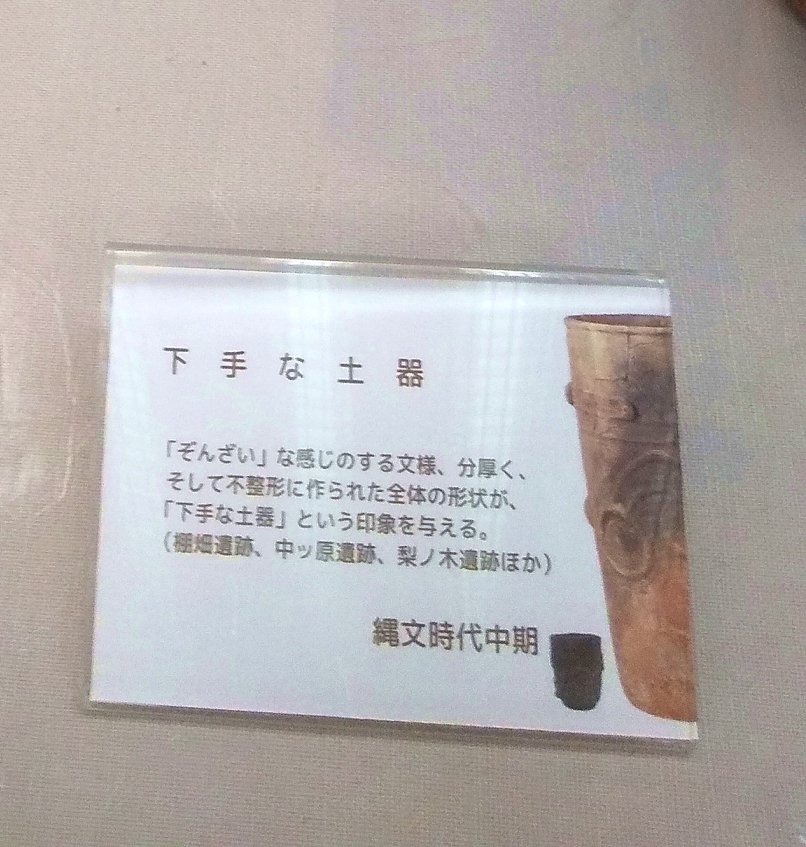 下手な土器
「ぞんざい」な感じのする文様、分厚く、
そして不整形に作られた全体の形状が、
「下手な土器」という印象を与える。
（棚畑遺跡、中ッ原遺跡、梨ノ木遺跡ほか）
縄文時代中期